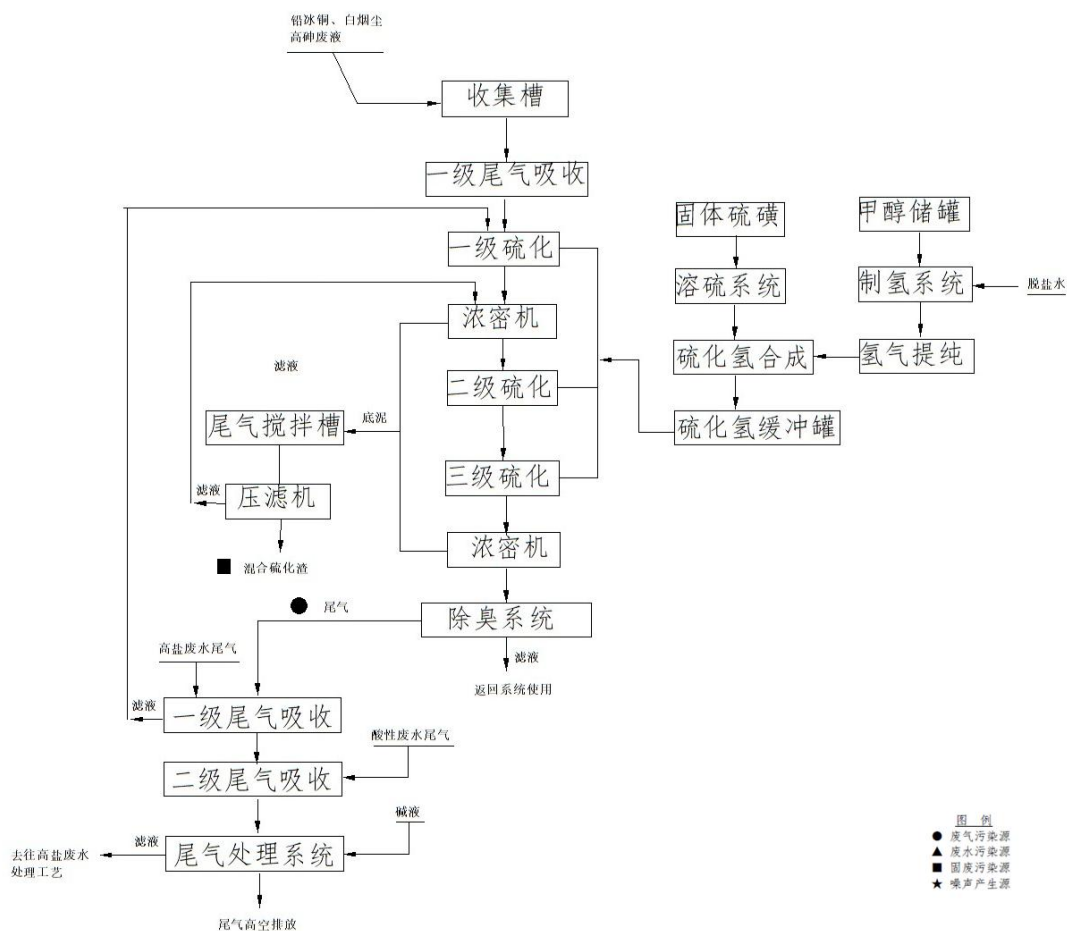 铅冰铜、白烟尘
高砷废液
收集槽
一级尾气吸收
固体硫磺
甲醇储罐
一级硫化
溶硫系统
制氢系统
脱盐水
浓密机
硫化氢合成
氢气提纯
滤液
二级硫化
尾气搅拌槽
底泥
硫化氢缓冲罐
三级硫化
滤液
压滤机
浓密机
混合硫化渣
尾气
除臭系统
滤液
高盐废水尾气
返回系统使用
滤液
一级尾气吸收
酸性废水尾气
二级尾气吸收
碱液
滤液
尾气处理系统
去往高盐废水
处理工艺
尾气高空排放
图 例
废气污染源
废水污染源
固废污染源
噪声产生源